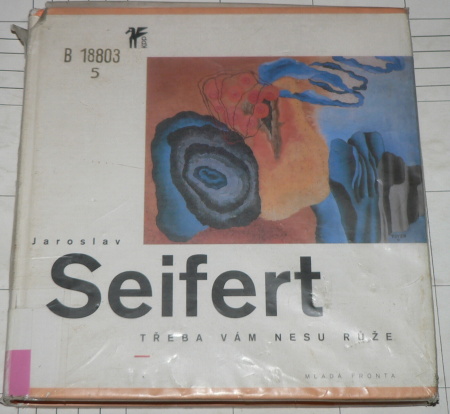 B 18803
5
Jaroslav
Seifert
TŘEBA VÁM NESU RŮŽE
MLADÁ FRONTA